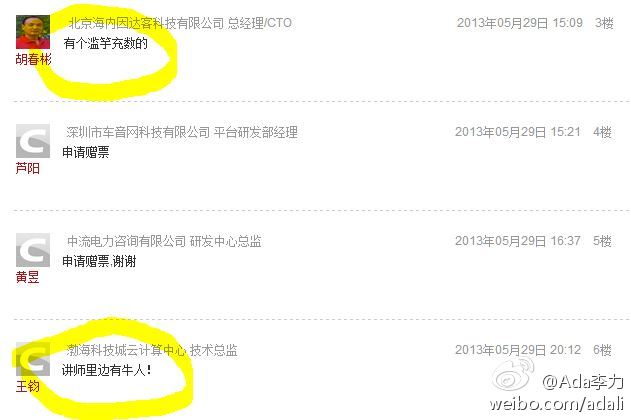 北京海内因达客科技有限公司 总经理/CTO 2013年05月29日 15:09 3楼
有个滥竽充数的
胡春彬
深圳市车音网科技有限公司 平台研发部经理 2013年05月29日 15:21 4楼
申请赠票
芦阳
中流电力咨询有限公司 研发中心总监 2013年05月29日 16:37 5楼
申请赠票.谢谢
黄昱
渤海科技城云计算中心 技术总监 2013年05月29日 20:12 6楼
讲师里边有牛人！
王钧
@Ada李力
weibo.com/adali